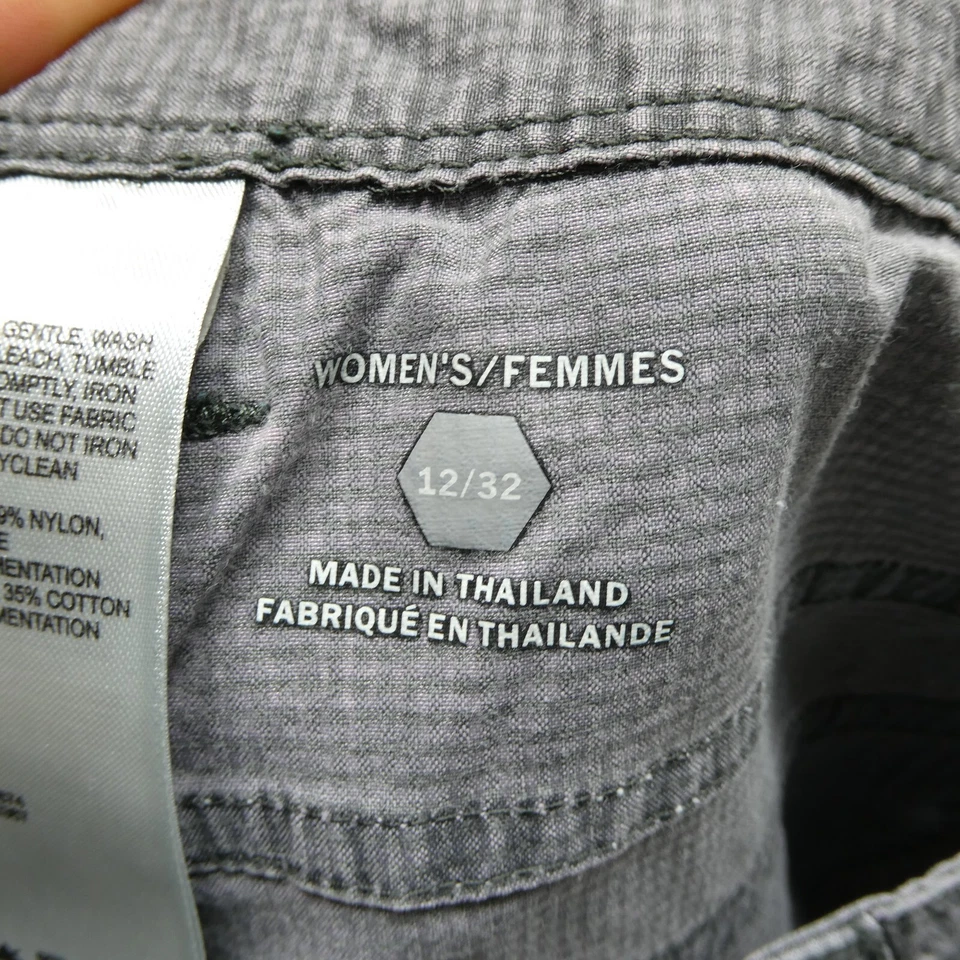 GENTLE, WASH
LEACH, TUMBLE
OMPTLY, IRON
T USE FABRIC
DO NOT IRON
YCLEAN
9% NYLON,
E
MENTATION
35% COTTON
MENTATION
WOMEN'S/FEMMES
12/32
MADE IN THAILAND
FABRIQUÉ EN THAILANDE